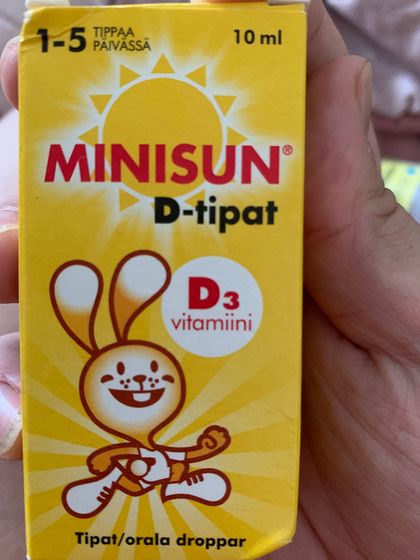 1-5 TIPPAA PÄIVÄSSÄ
10 ml
MINISUN®
D-tipat
D3
vitamiini
Tipat/orala droppar